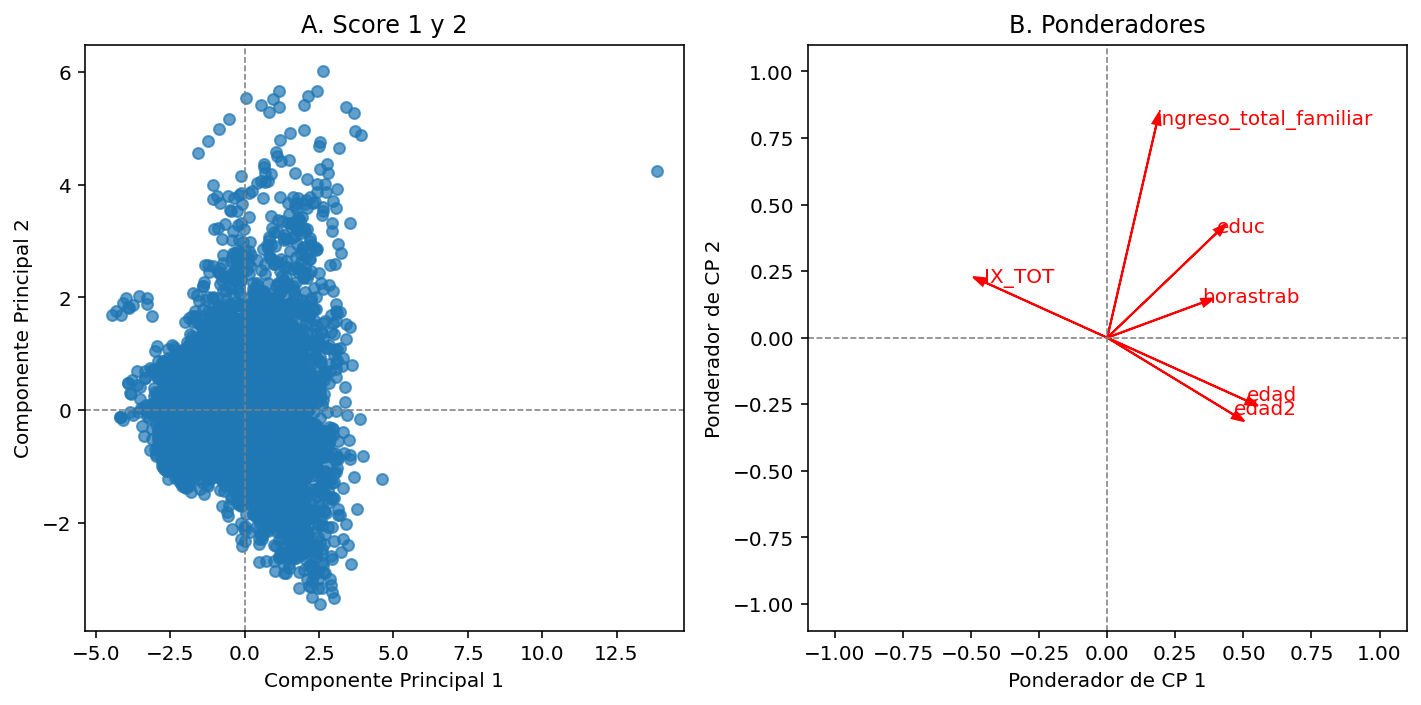 A. Score 1 y 2
6
4
2
0
−2
Componente Principal 2
−5.0 −2.5 0.0 2.5 5.0 7.5 10.0 12.5
Componente Principal 1
B. Ponderadores
1.00
0.75
0.50
0.25
0.00
−0.25
−0.50
−0.75
−1.00
Ponderador de CP 2
ingreso_total_familiar
educ
IX_TOT
horastrab
edad
edad2
−1.00 −0.75 −0.50 −0.25 0.00 0.25 0.50 0.75 1.00
Ponderador de CP 1